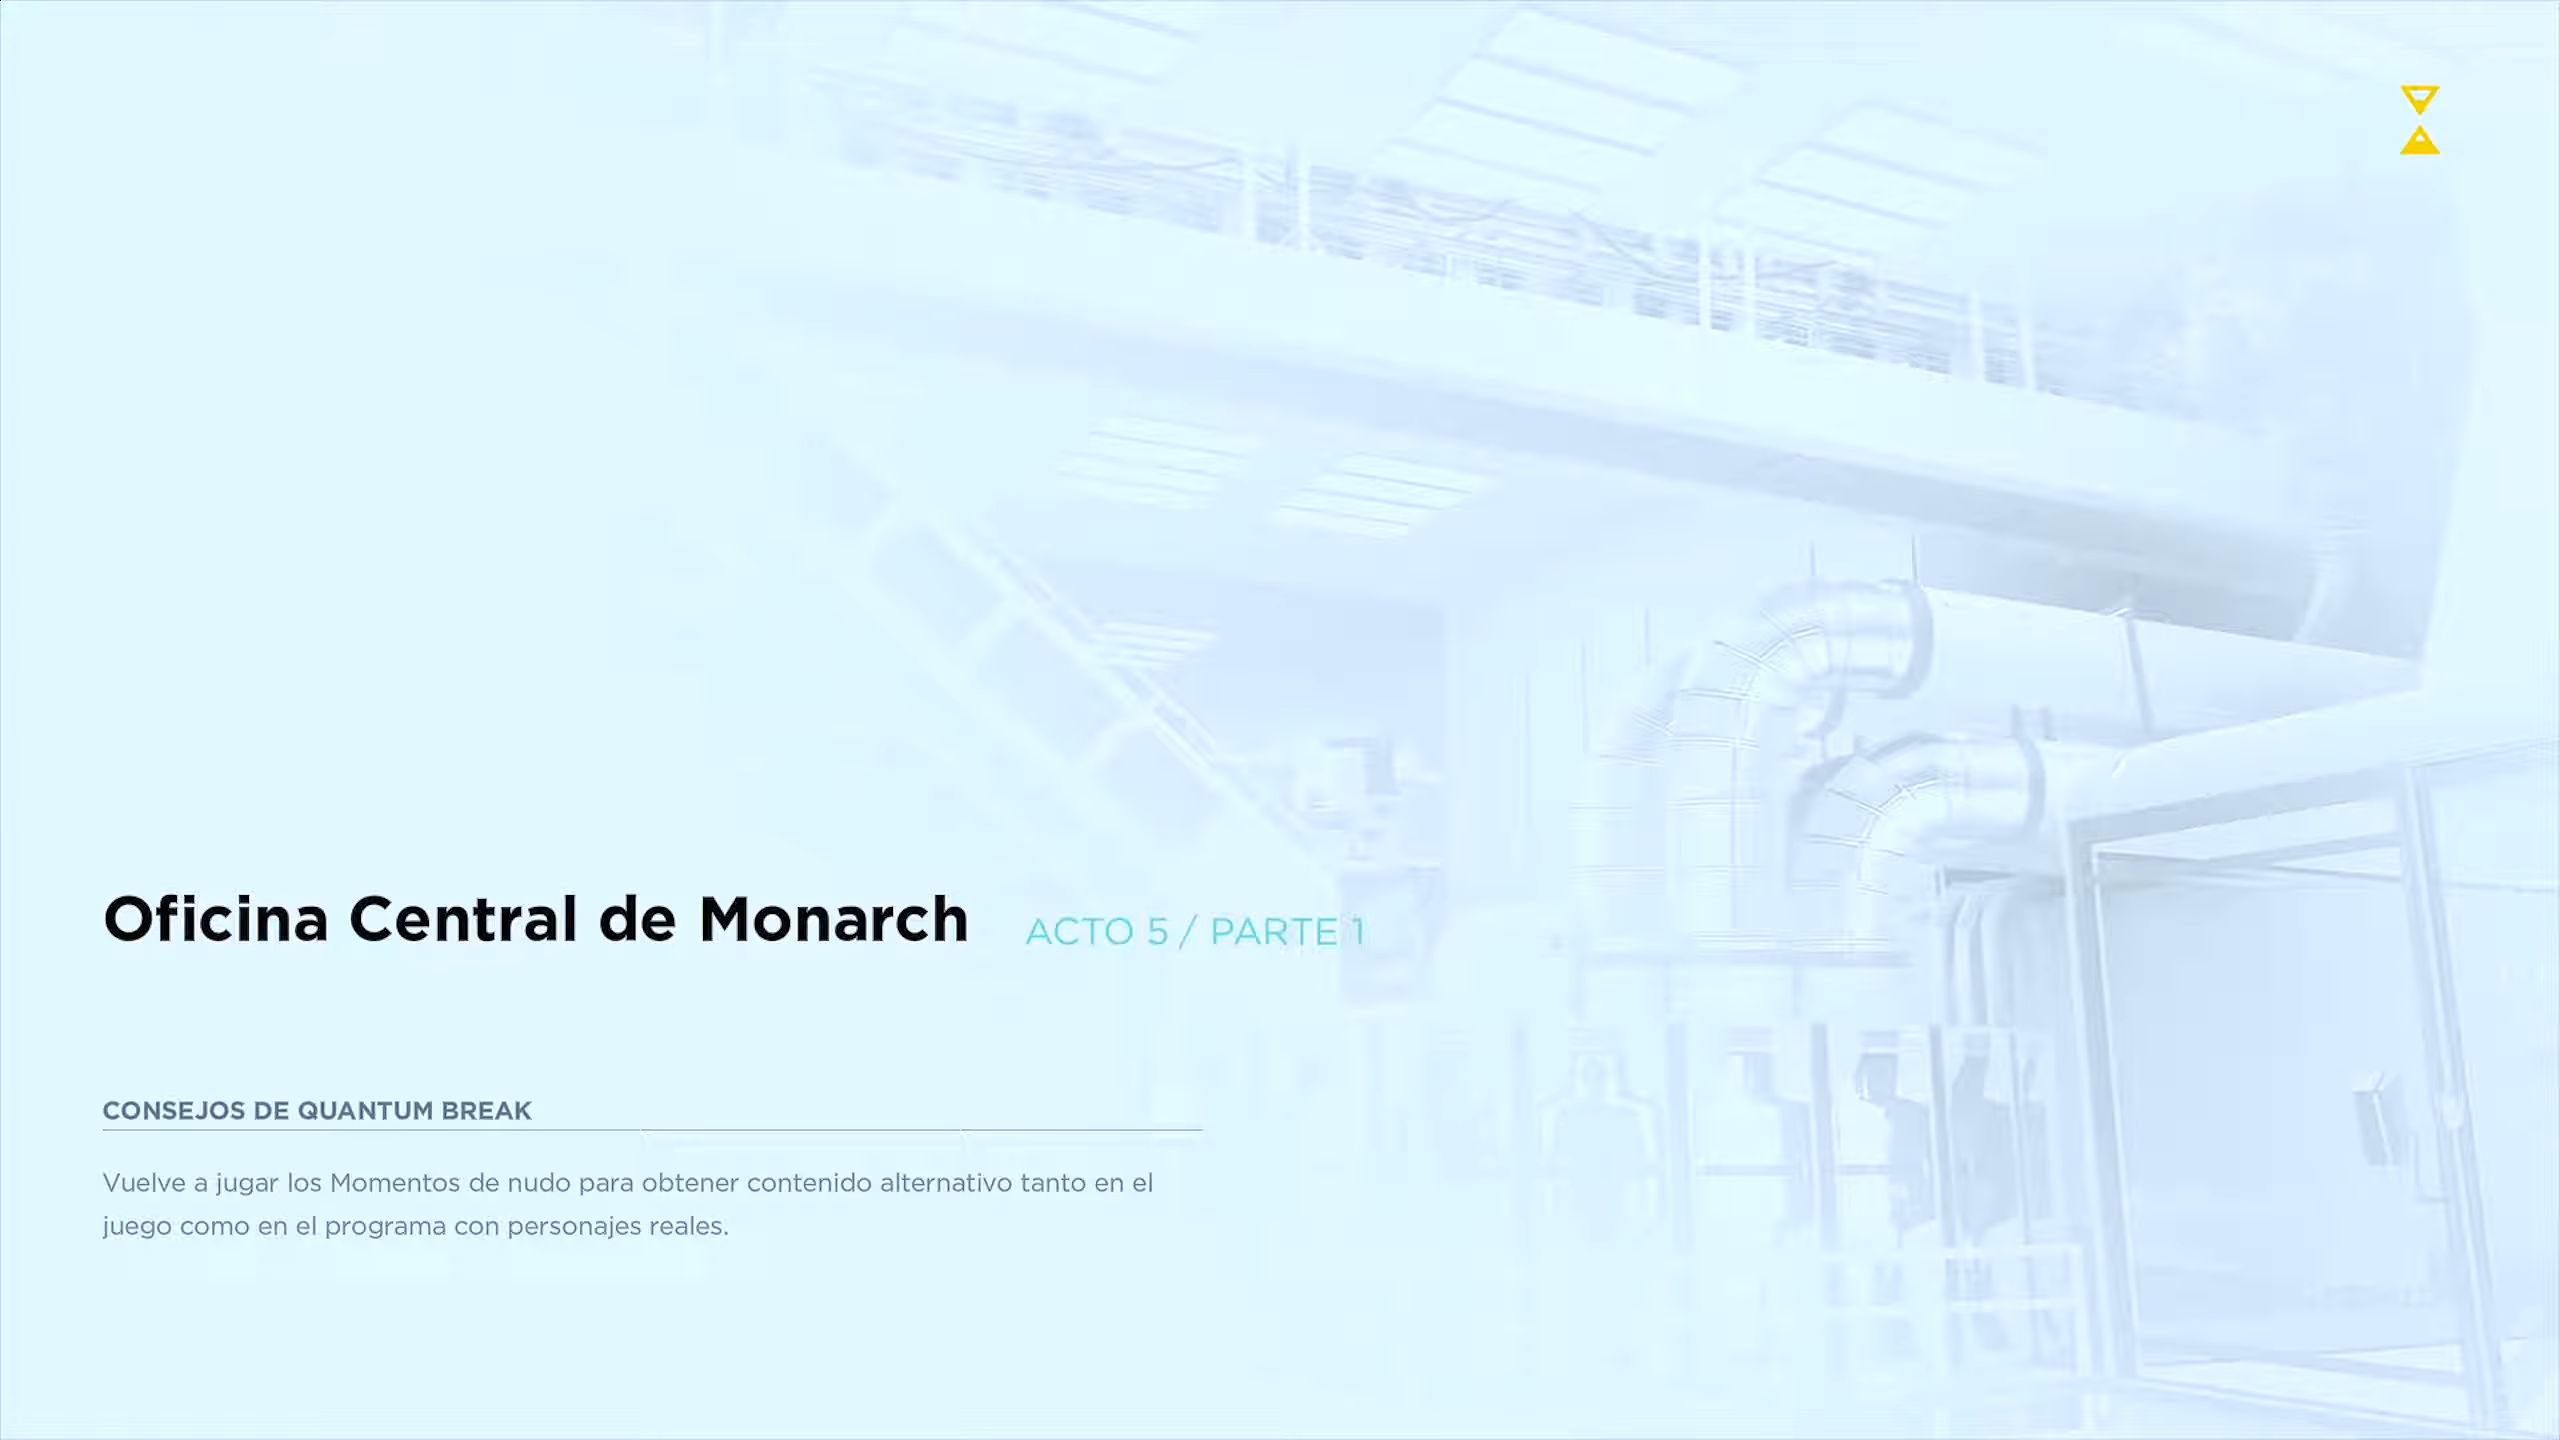 Oficina Central de Monarch ACTO 5 / PARTE 1
CONSEJOS DE QUANTUM BREAK
Vuelve a jugar los Momentos de nudo para obtener contenido alternativo tanto en el
juego como en el programa con personajes reales.